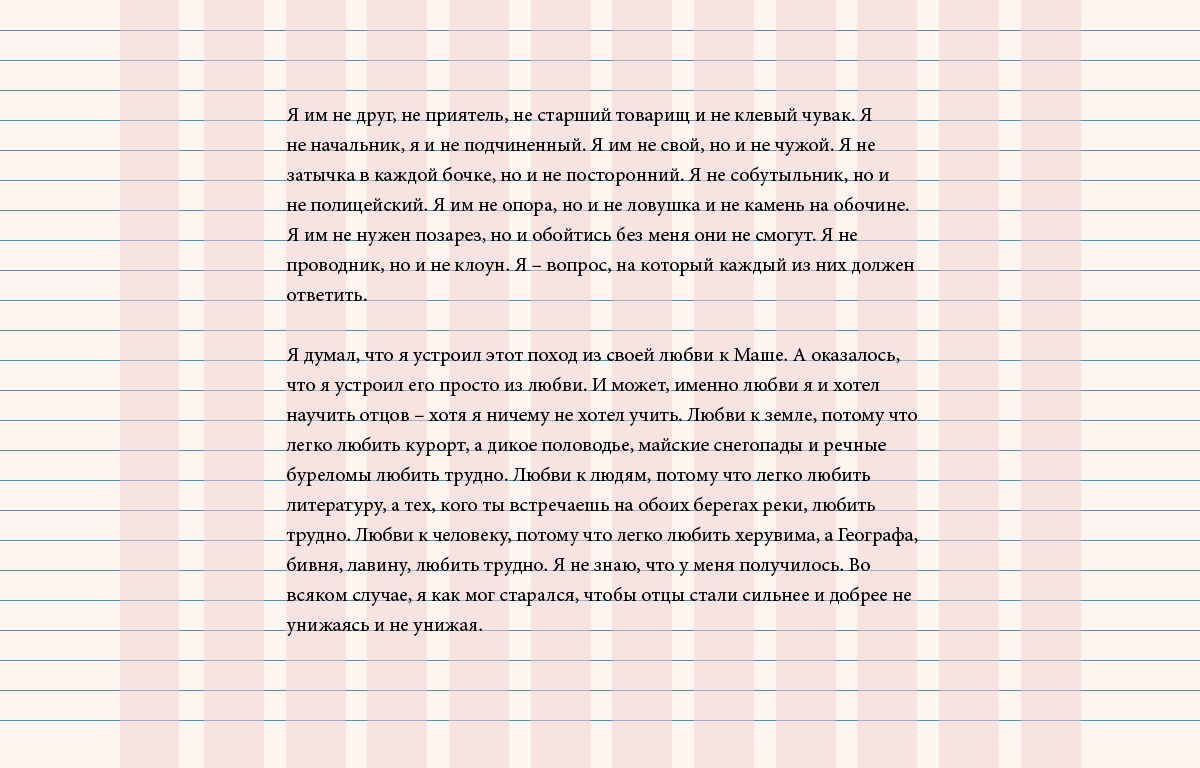 Я им не друг, не приятель, не старший товарищ и не клевый чувак. Я
не начальник, я и не подчиненный. Я им не свой, но и не чужой. Я не
затычка в каждой бочке, но и не посторонний. Я не собутыльник, но и
не полицейский. Я им не опора, но и не ловушка и не камень на обочине.
Я им не нужен позарез, но и обойтись без меня они не смогут. Я не
проводник, но и не клоун. Я – вопрос, на который каждый из них должен
ответить.
Я думал, что я устроил этот поход из своей любви к Маше. А оказалось,
что я устроил его просто из любви. И может, именно любви я и хотел
научить отцов – хотя я ничему не хотел учить. Любви к земле, потому что
легко любить курорт, а дикое половодье, майские снегопады и речные
буреломы любить трудно. Любви к людям, потому что легко любить
литературу, а тех, кого ты встречаешь на обоих берегах реки, любить
трудно. Любви к человеку, потому что легко любить херувима, а Географа,
бивня, лавину, любить трудно. Я не знаю, что у меня получилось. Во
всяком случае, я как мог старался, чтобы отцы стали сильнее и добрее не
унижаясь и не унижая.